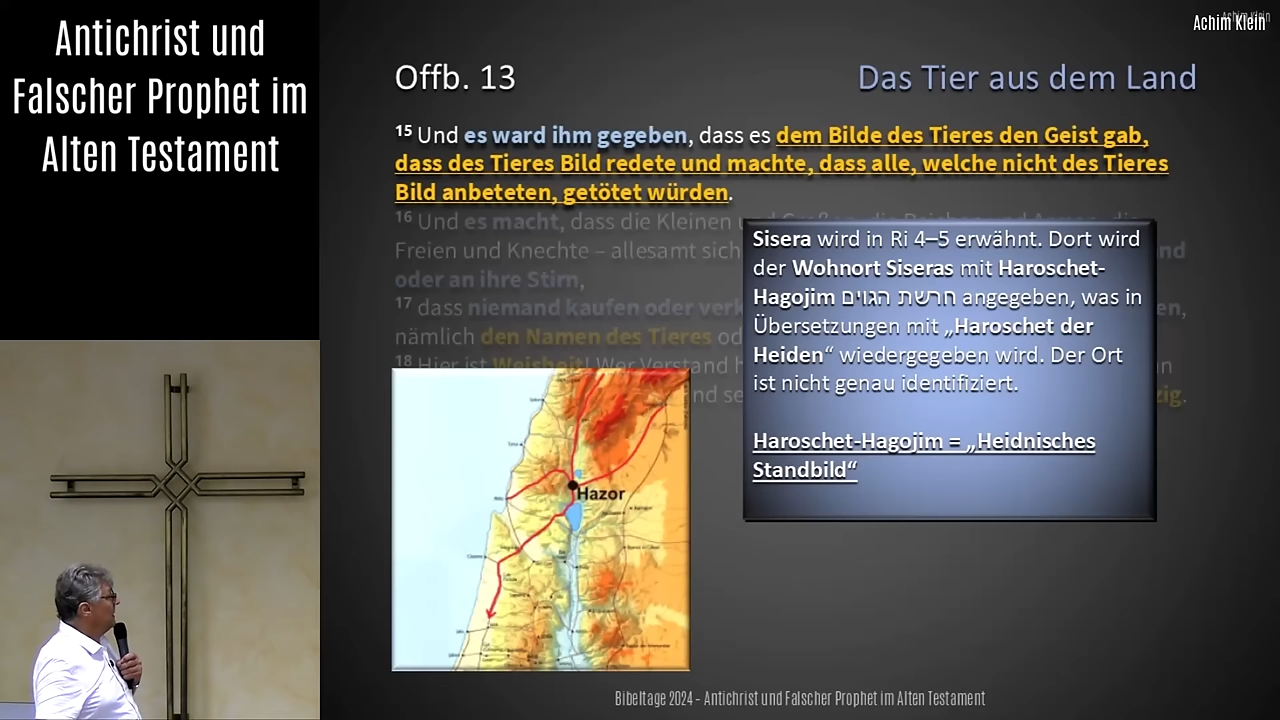 Antichrist und
Falscher Prophet im
Alten Testament
Achim Klein
Offb. 13
Das Tier aus dem Land
15 Und es ward ihm gegeben, dass es dem Bilde des Tieres den Geist gab,
dass des Tieres Bild redete und machte, dass alle, welche nicht des Tieres
Bild anbeteten, getötet würden.
16 Und es macht, dass die Kleinen
Freien und Knechte – allesamt sich
oder an ihre Stirn,
17 dass niemand kaufen oder
nämlich den Namen des Tieres
18 Hier ist Weisheit! Wer Verstand
Sisera wird in Ri 4–5 erwähnt. Dort wird
der Wohnort Siseras mit Haroschet-
Hagojim חרשת הגוים angegeben, was in
Übersetzungen mit „Haroschet der
Heiden“ wiedergegeben wird. Der Ort
ist nicht genau identifiziert.
Haroschet-Hagojim = „Heidnisches
Standbild“
Hazor
Bibeltage 2024 – Antichrist und Falscher Prophet im Alten Testament